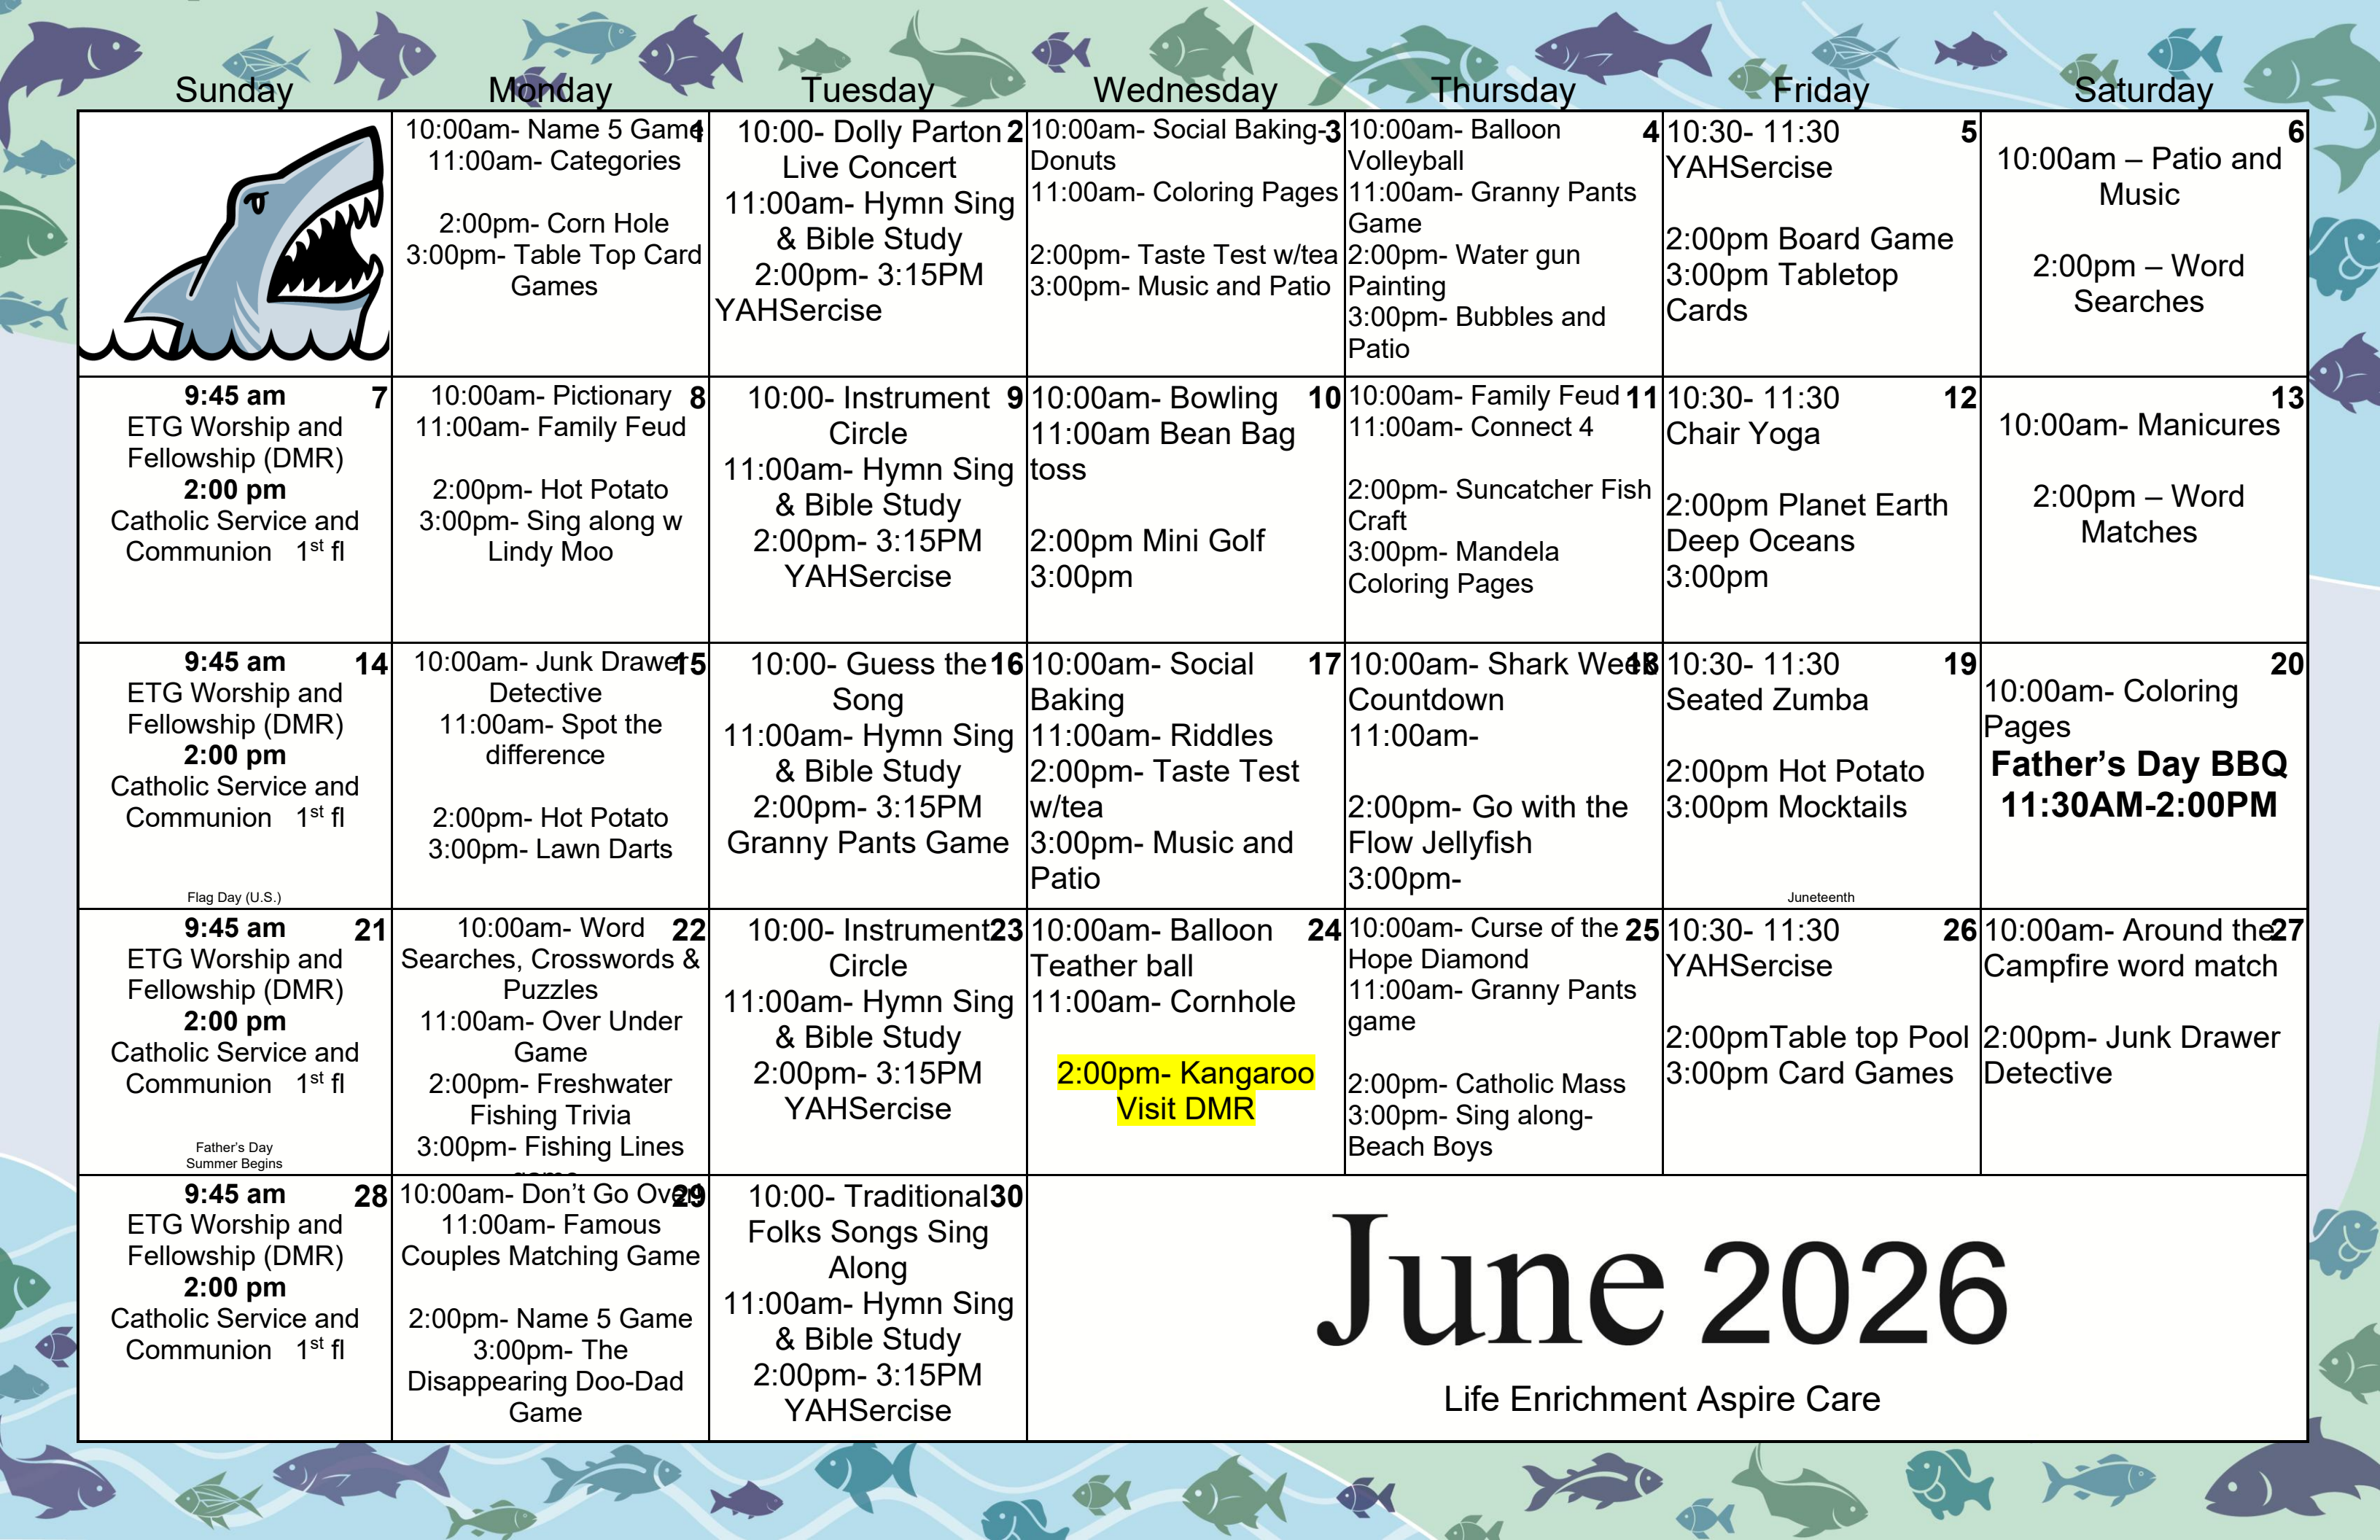 Sunday Monday Tuesday Wednesday Thursday Friday Saturday
10:00am- Name 5 Game 1
11:00am- Categories
2:00pm- Corn Hole
3:00pm- Table Top Card
Games
10:00- Dolly Parton 2
Live Concert
11:00am- Hymn Sing
& Bible Study
2:00pm- 3:15PM
YAHSercise
10:00am- Social Baking- 3
Donuts
11:00am- Coloring Pages
2:00pm- Taste Test w/tea
3:00pm- Music and Patio
10:00am- Balloon 4
Volleyball
11:00am- Granny Pants
Game
2:00pm- Water gun
Painting
3:00pm- Bubbles and
Patio
10:30- 11:30 5
YAHSercise
2:00pm Board Game
3:00pm Tabletop
Cards
6
10:00am – Patio and
Music
2:00pm – Word
Searches
9:45 am 7
ETG Worship and
Fellowship (DMR)
2:00 pm
Catholic Service and
Communion 1st fl
10:00am- Pictionary 8
11:00am- Family Feud
2:00pm- Hot Potato
3:00pm- Sing along w
Lindy Moo
10:00- Instrument 9
Circle
11:00am- Hymn Sing
& Bible Study
2:00pm- 3:15PM
YAHSercise
10:00am- Bowling 10
11:00am Bean Bag
toss
2:00pm Mini Golf
3:00pm
10:00am- Family Feud 11
11:00am- Connect 4
2:00pm- Suncatcher Fish
Craft
3:00pm- Mandela
Coloring Pages
10:30- 11:30 12
Chair Yoga
2:00pm Planet Earth
Deep Oceans
3:00pm
13
10:00am- Manicures
2:00pm – Word
Matches
9:45 am 14
ETG Worship and
Fellowship (DMR)
2:00 pm
Catholic Service and
Communion 1st fl
Flag Day (U.S.)
10:00am- Junk Drawer 15
Detective
11:00am- Spot the
difference
2:00pm- Hot Potato
3:00pm- Lawn Darts
10:00- Guess the 16
Song
11:00am- Hymn Sing
& Bible Study
2:00pm- 3:15PM
Granny Pants Game
10:00am- Social 17
Baking
11:00am- Riddles
2:00pm- Taste Test
w/tea
3:00pm- Music and
Patio
10:00am- Shark Week 18
Countdown
11:00am-
2:00pm- Go with the
Flow Jellyfish
3:00pm-
10:30- 11:30 19
Seated Zumba
2:00pm Hot Potato
3:00pm Mocktails
Juneteenth
20
10:00am- Coloring
Pages
Father’s Day BBQ
11:30AM-2:00PM
9:45 am 21
ETG Worship and
Fellowship (DMR)
2:00 pm
Catholic Service and
Communion 1st fl
Father’s Day
Summer Begins
10:00am- Word 22
Searches, Crosswords &
Puzzles
11:00am- Over Under
Game
2:00pm- Freshwater
Fishing Trivia
3:00pm- Fishing Lines
10:00- Instrument 23
Circle
11:00am- Hymn Sing
& Bible Study
2:00pm- 3:15PM
YAHSercise
10:00am- Balloon 24
Teather ball
11:00am- Cornhole
2:00pm- Kangaroo
Visit DMR
10:00am- Curse of the 25
Hope Diamond
11:00am- Granny Pants
game
2:00pm- Catholic Mass
3:00pm- Sing along-
Beach Boys
10:30- 11:30 26
YAHSercise
2:00pmTable top Pool
3:00pm Card Games
10:00am- Around the 27
Campfire word match
2:00pm- Junk Drawer
Detective
9:45 am 28
ETG Worship and
Fellowship (DMR)
2:00 pm
Catholic Service and
Communion 1st fl
10:00am- Don’t Go Over! 29
11:00am- Famous
Couples Matching Game
2:00pm- Name 5 Game
3:00pm- The
Disappearing Doo-Dad
Game
10:00- Traditional 30
Folks Songs Sing
Along
11:00am- Hymn Sing
& Bible Study
2:00pm- 3:15PM
YAHSercise
June 2026
Life Enrichment Aspire Care